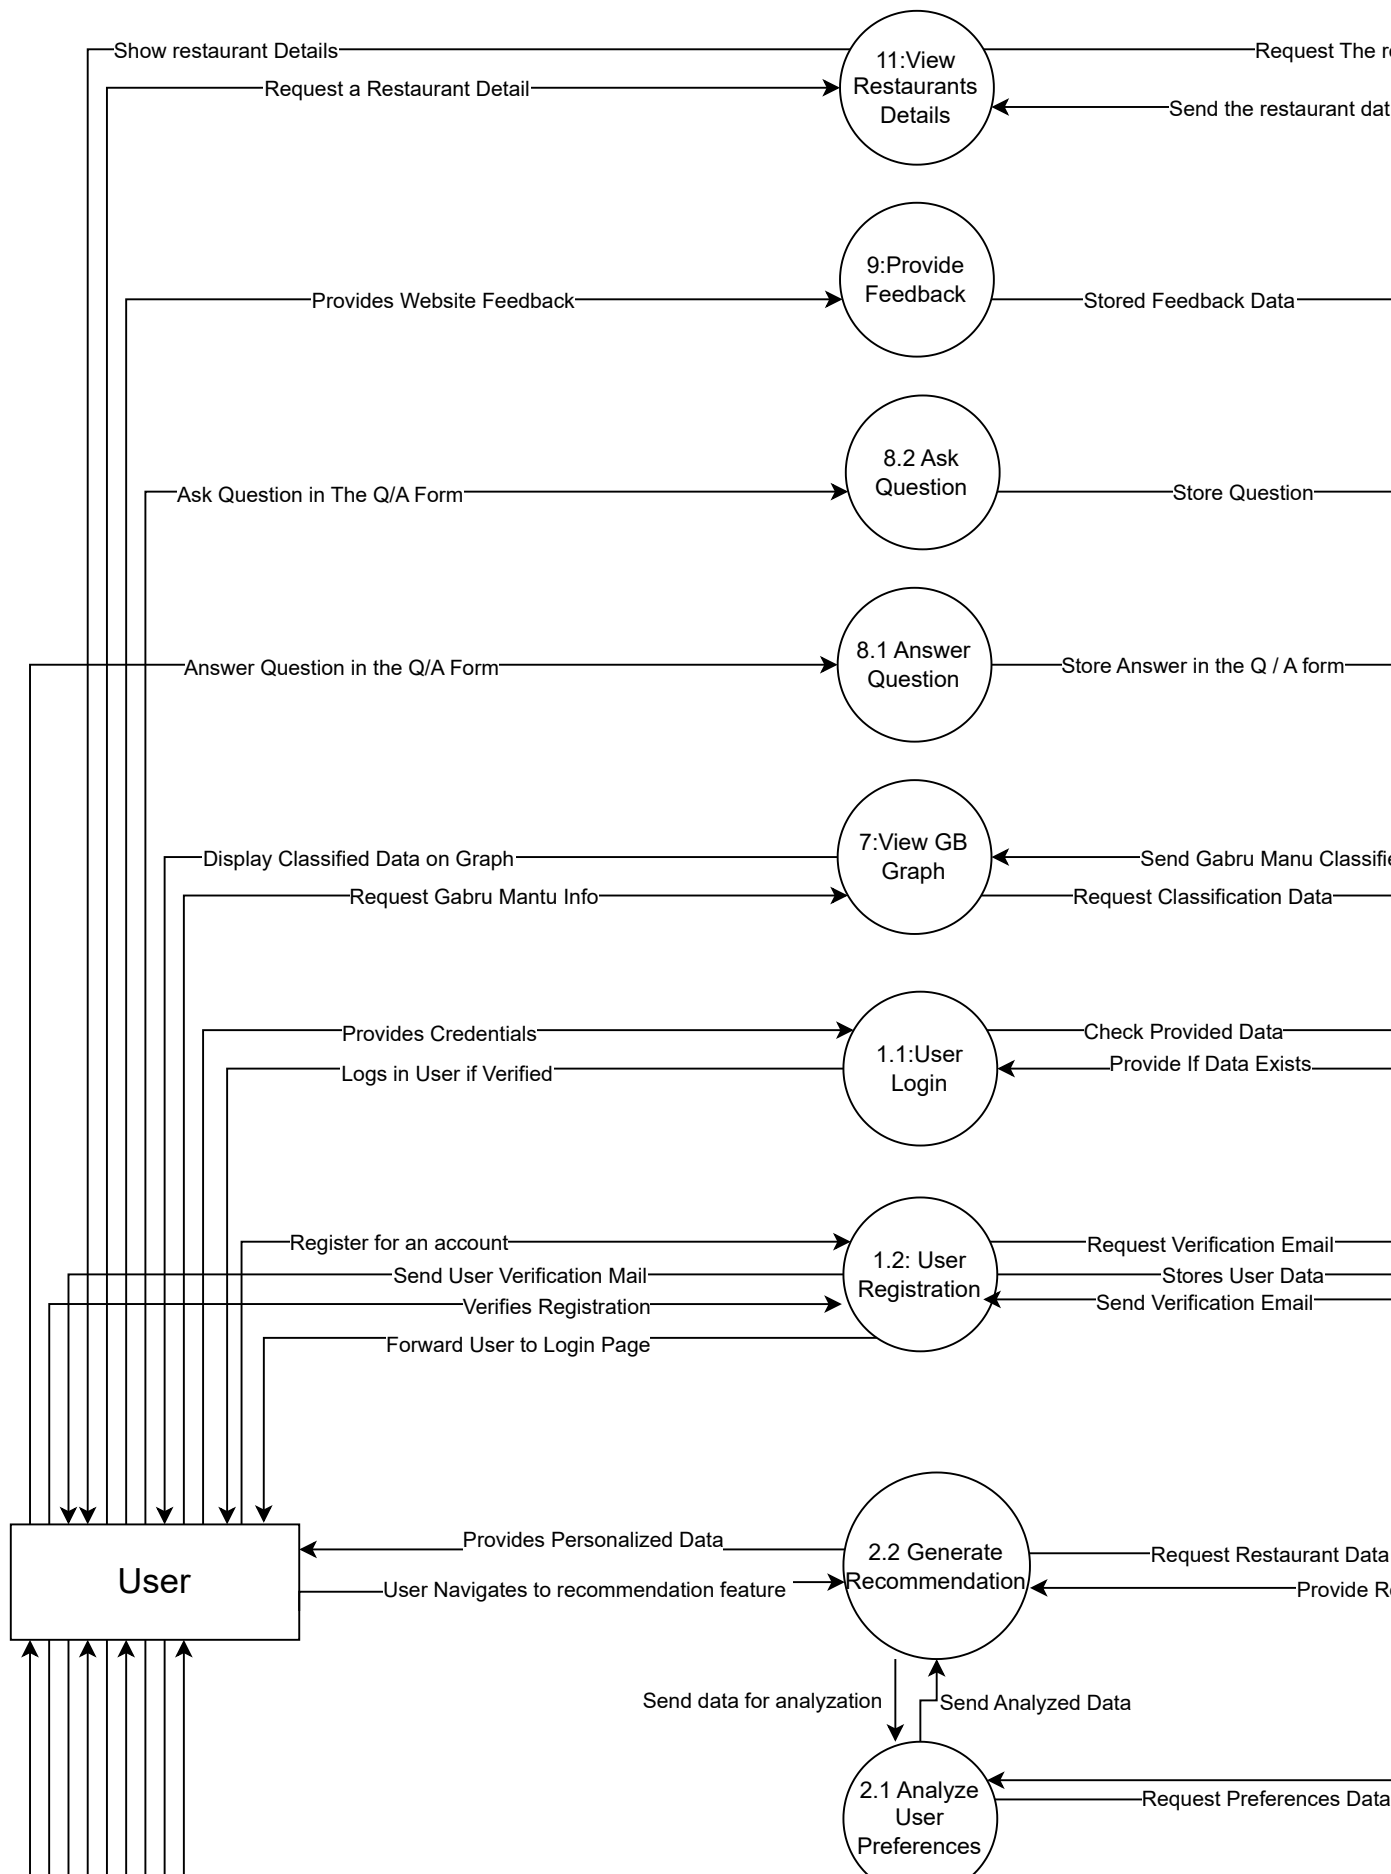 Show restaurant Details
11:View
Restaurants
Details
Request The
Request a Restaurant Detail
Send the restaurant
9:Provide
Feedback
Provides Website Feedback
Stored Feedback Data
8.2 Ask
Question
Ask Question in The Q/A Form
Store Question
8.1 Answer
Question
Answer Question in the Q/A Form
Store Answer in the Q / A form
7:View GB
Graph
Display Classified Data on Graph
Send Gabru Manu
Request Gabru Mantu Info
Request Classification Data
Provides Credentials
Check Provided Data
1.1:User
Login
Logs in User if Verified
Provide If Data Exists
Register for an account
Request Verification Email
1.2: User
Registration
Send User Verification Mail
Stores User Data
Verifies Registration
Send Verification Email
Forward User to Login Page
User
Provides Personalized Data
2.2 Generate
Recommendation
Request Restaurant Data
User Navigates to recommendation feature
Provide
Send data for analyzation
Send Analyzed Data
2.1 Analyze
User
Preferences
Request Preferences Data